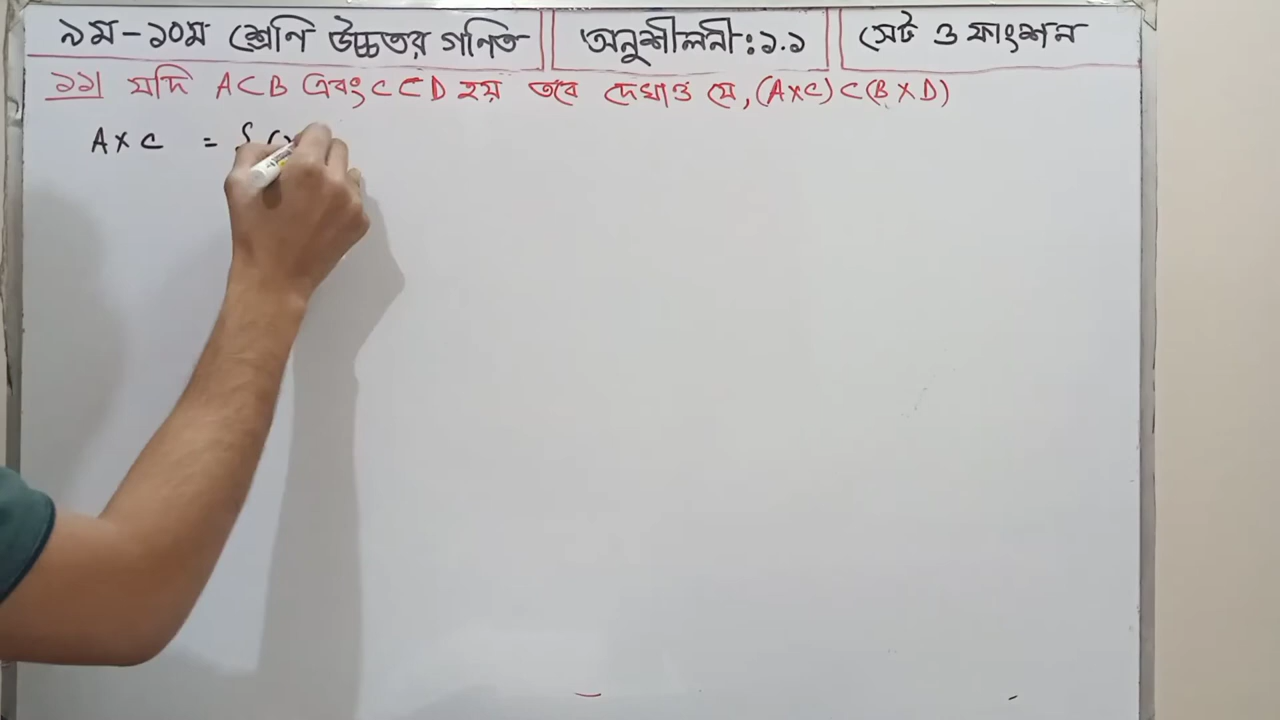 ৯ম-১০ম শ্রেণি উচ্চতর গণিত অনুশীলনী:১.১ সেট ও ফাংশন
১১। যদি A⊂B এবং C⊂D হয় তবে দেখাও যে, (A×C)⊂(B×D)
A×C = {(